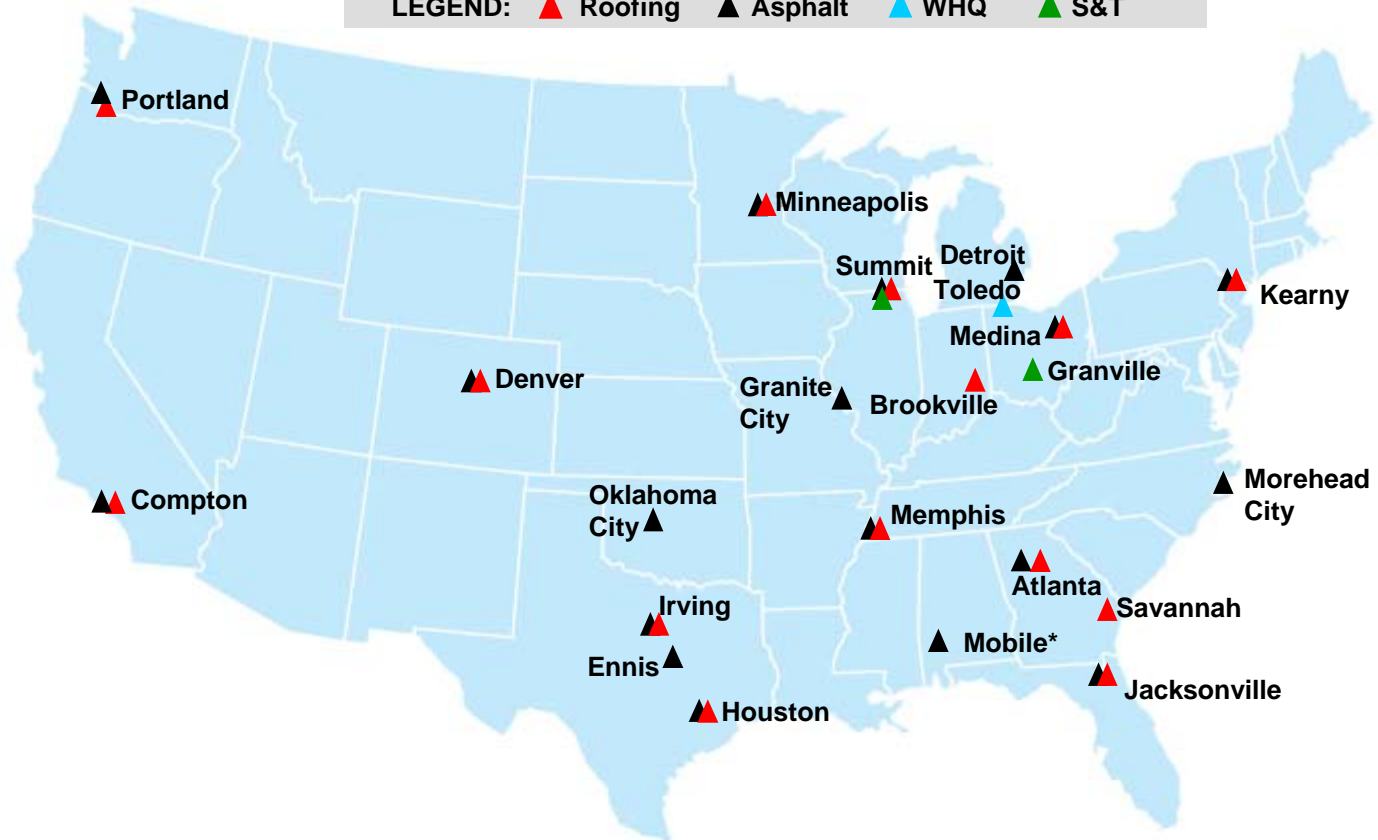 LEGEND: Roofing Asphalt WHQ S&T
Portland
Minneapolis
Detroit
Summit
Toledo
Kearny
Medina
Granville
Denver
Granite
City
Brookville
Compton
Oklahoma
City
Morehead
City
Memphis
Atlanta
Irving
Savannah
Mobile*
Ennis
Jacksonville
Houston